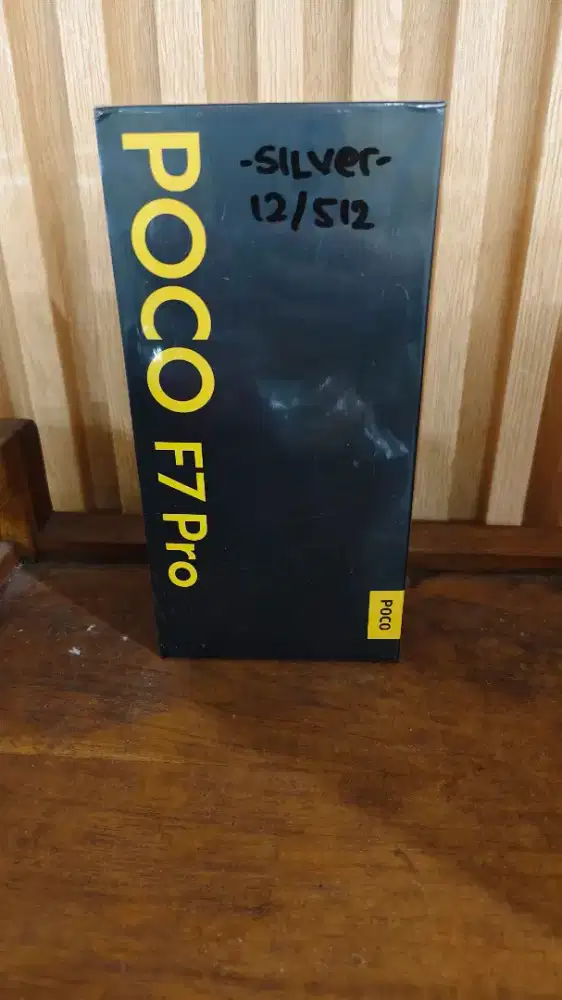 POCO F7 Pro
-SILVer-
12/512
POCO